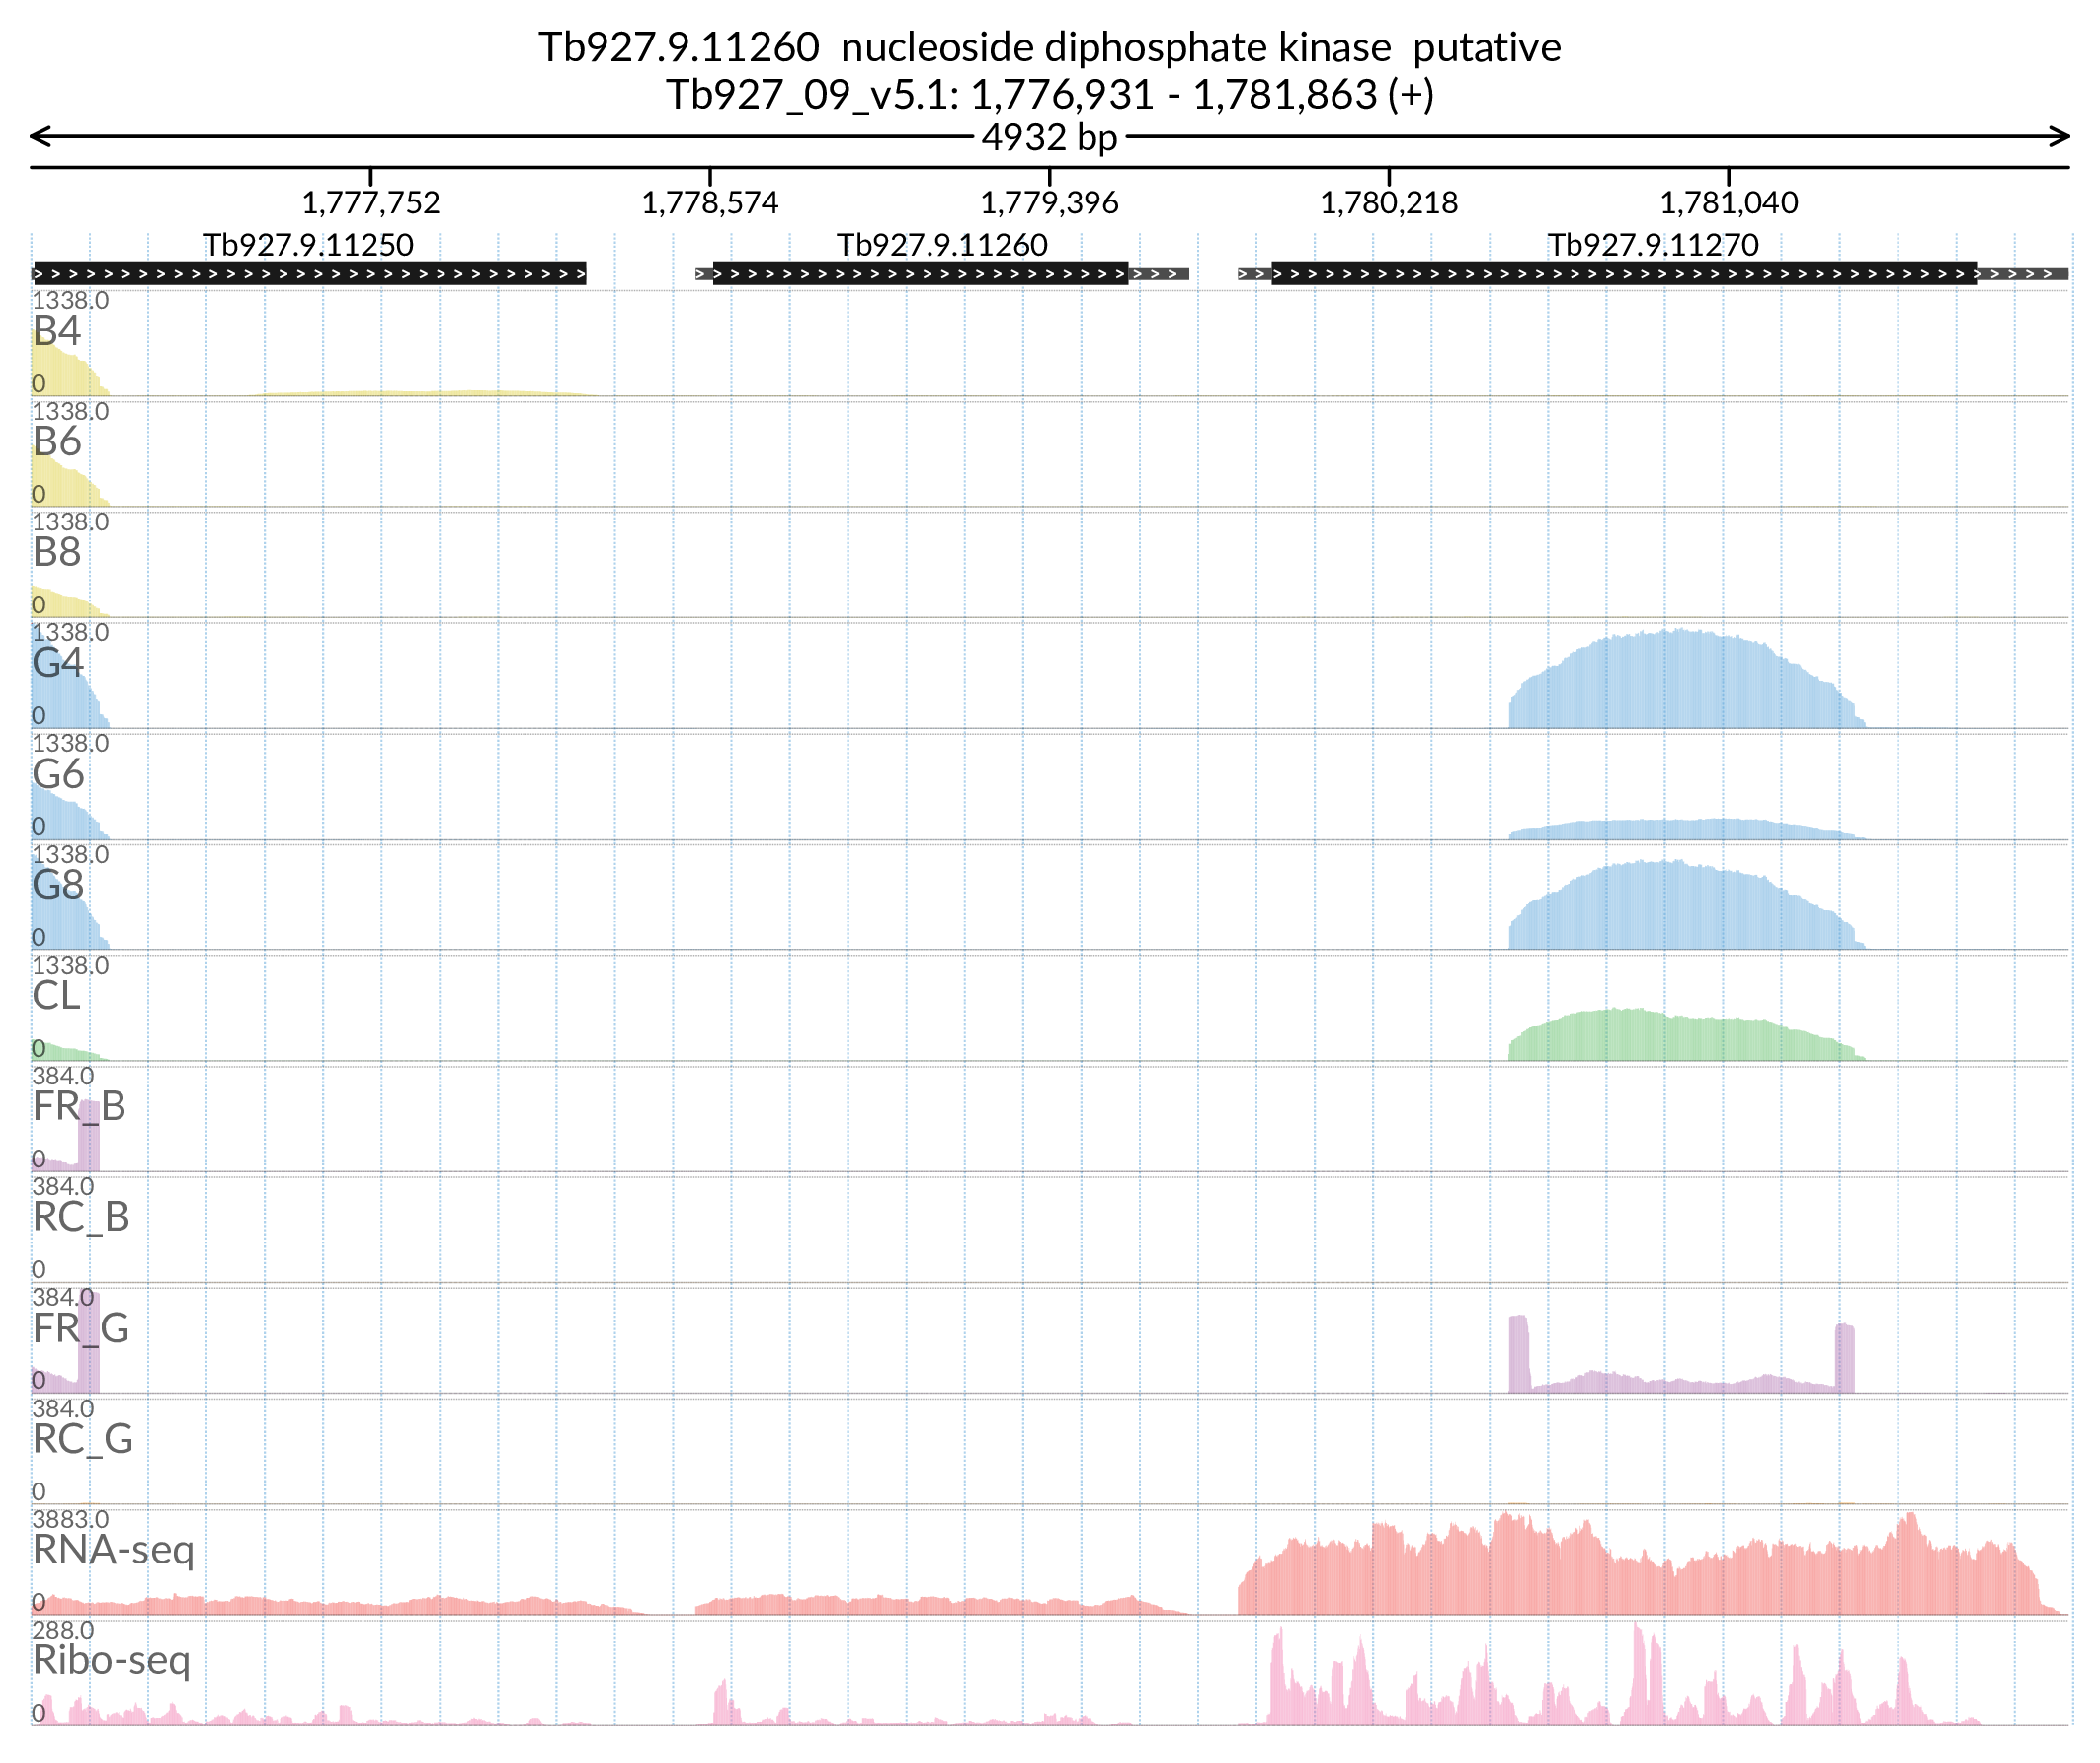 Tb927.9.11260 nucleoside diphosphate kinase putative
Tb927_09_v5.1: 1,776,931 - 1,781,863 (+)
4932 bp
1,777,752 1,778,574 1,779,396 1,780,218 1,781,040
Tb927.9.11250 Tb927.9.11260 Tb927.9.11270
1338.0
B4
0
1338.0
B6
0
1338.0
B8
0
1338.0
G4
0
1338.0
G6
0
1338.0
G8
0
1338.0
CL
0
384.0
FR_B
0
384.0
RC_B
0
384.0
FR_G
0
384.0
RC_G
0
3883.0
RNA-seq
0
288.0
Ribo-seq
0